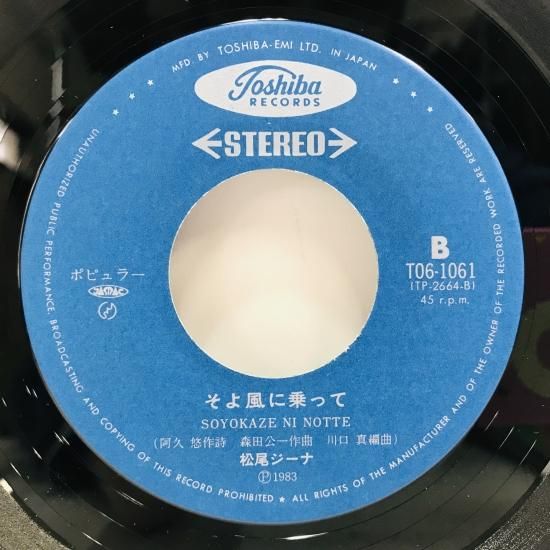 MFD. BY TOSHIBA-EMI LTD. IN JAPAN
Toshiba
RECORDS
STEREO
B
T06-1061
(TP-2664-B)
45 r.p.m.
ポピュラー
JASRAC
そよ風に乗って
SOYOKAZE NI NOTTE
(阿久 悠作詩 森田公一作曲 川口 真編曲)
松尾ジーナ
Ⓟ1983
UNAUTHORIZED PUBLIC PERFORMANCE, BROADCASTING AND COPYING OF THIS RECORD PROHIBITED ★ ALL RIGHTS OF THE MANUFACTURER AND OF THE OWNER OF THE RECORDED WORK ARE RESERVED